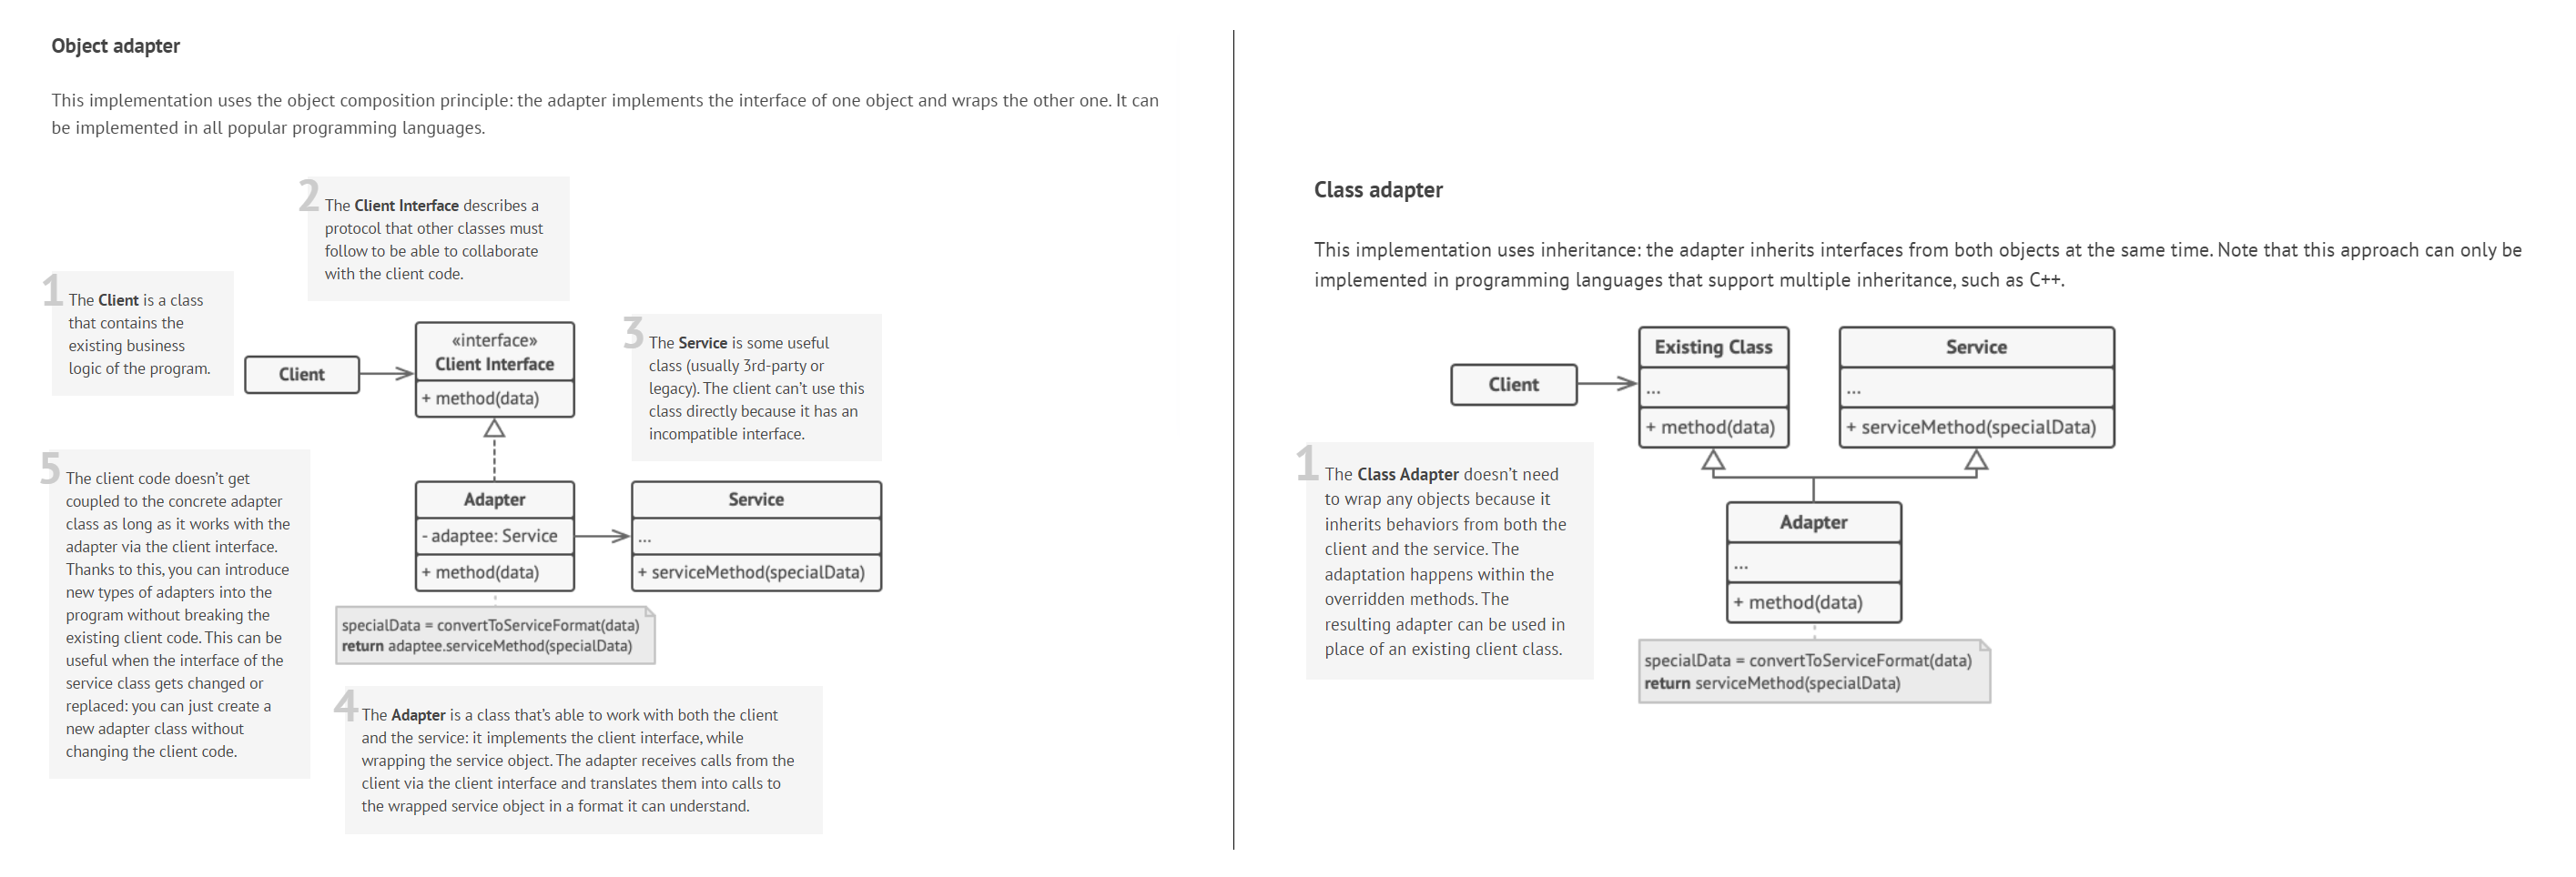 Object adapter
This implementation uses the object composition principle: the adapter implements the interface of one object and wraps the other one. It can
be implemented in all popular programming languages.
2
The Client Interface describes a
protocol that other classes must
follow to be able to collaborate
with the client code.
1
The Client is a class
that contains the
existing business
logic of the program.
Client
«interface»
Client Interface
+ method(data)
3
The Service is some useful
class (usually 3rd-party or
legacy). The client can't use this
class directly because it has an
incompatible interface.
5
The client code doesn't get
coupled to the concrete adapter
class as long as it works with the
adapter via the client interface.
Thanks to this, you can introduce
new types of adapters into the
program without breaking the
existing client code. This can be
useful when the interface of the
service class gets changed or
replaced: you can just create a
new adapter class without
changing the client code.
Adapter
- adaptee: Service
+ method(data)
Service
...
+ serviceMethod(specialData)
specialData = convertToServiceFormat(data)
return adaptee.serviceMethod(specialData)
4
The Adapter is a class that's able to work with both the client
and the service: it implements the client interface, while
wrapping the service object. The adapter receives calls from the
client via the client interface and translates them into calls to
the wrapped service object in a format it can understand.
Class adapter
This implementation uses inheritance: the adapter inherits interfaces from both objects at the same time. Note that this approach can only be
implemented in programming languages that support multiple inheritance, such as C++.
Client
Existing Class
...
+ method(data)
Service
...
+ serviceMethod(specialData)
1
The Class Adapter doesn't need
to wrap any objects because it
inherits behaviors from both the
client and the service. The
adaptation happens within the
overridden methods. The
resulting adapter can be used in
place of an existing client class.
Adapter
...
+ method(data)
specialData = convertToServiceFormat(data)
return serviceMethod(specialData)